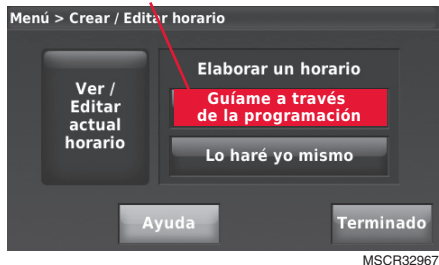 Menú > Crear / Editar horario
Ver /
Editar
actual
horario
Elaborar un horario
Guíame a través
de la programación
Lo haré yo mismo
Ayuda
Terminado
MSCR32967